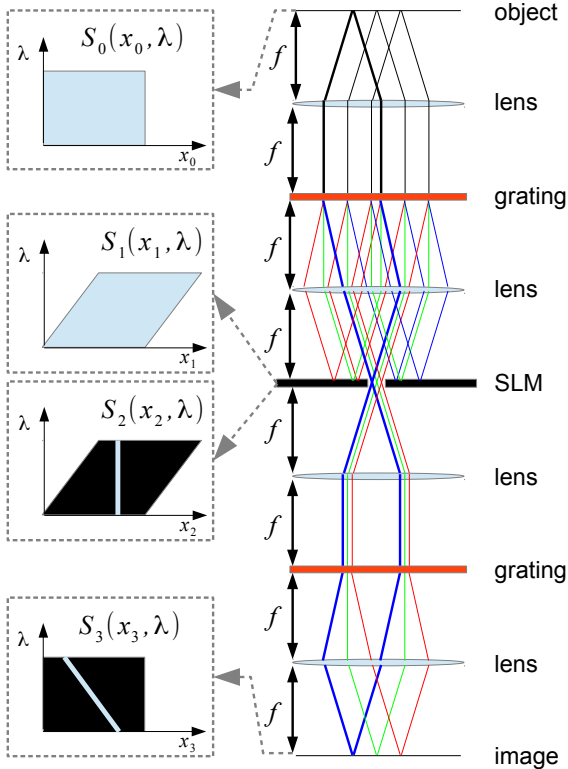 S₀(x₀,λ)
λ
x₀
S₁(x₁,λ)
λ
x₁
S₂(x₂,λ)
λ
x₂
S₃(x₃,λ)
λ
x₃
object
f
lens
f
grating
f
lens
f
SLM
f
lens
f
grating
f
lens
f
image